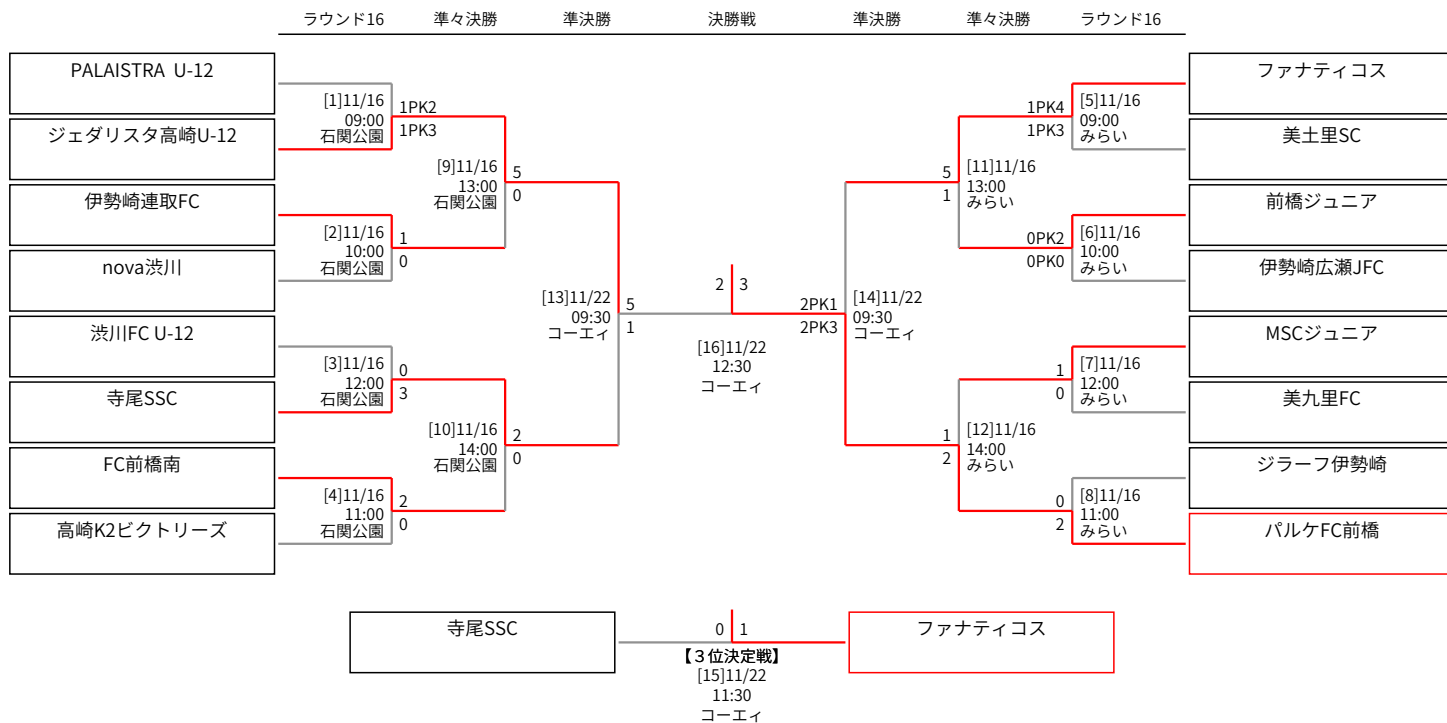 ラウンド16 準々決勝 準決勝 決勝戦 準決勝 準々決勝 ラウンド16
PALAISTRA U-12
ジェダリスタ高崎U-12
伊勢崎連取FC
nova渋川
渋川FC U-12
寺尾SSC
FC前橋南
高崎K2ビクトリーズ
[1]11/16
09:00
石関公園
1PK2
1PK3
[2]11/16
10:00
石関公園
1
0
[3]11/16
12:00
石関公園
0
3
[4]11/16
11:00
石関公園
2
0
[9]11/16
13:00
石関公園
5
0
[10]11/16
14:00
石関公園
2
0
[13]11/22
09:30
コーエィ
5
1
2 3
[16]11/22
12:30
コーエィ
2PK1
2PK3
[14]11/22
09:30
コーエィ
5
1
[11]11/16
13:00
みらい
1
2
[12]11/16
14:00
みらい
1PK4
1PK3
[5]11/16
09:00
みらい
0PK2
0PK0
[6]11/16
10:00
みらい
1
0
[7]11/16
12:00
みらい
0
2
[8]11/16
11:00
みらい
ファナティコス
美土里SC
前橋ジュニア
伊勢崎広瀬JFC
MSCジュニア
美九里FC
ジラーフ伊勢崎
パルケFC前橋
寺尾SSC
0 1
ファナティコス
【３位決定戦】
[15]11/22
11:30
コーエィ